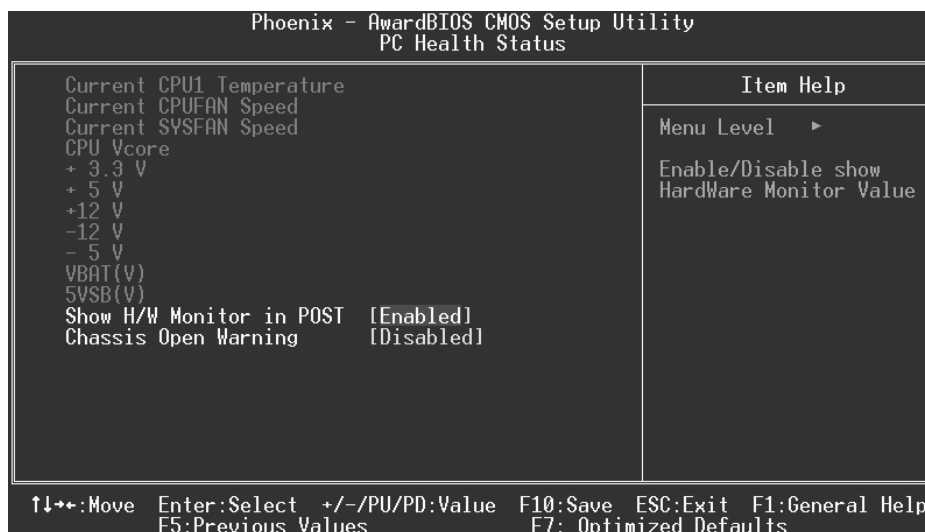 Phoenix - AwardBIOS CMOS Setup Utility
PC Health Status
Current CPU1 Temperature
Current CPUFAN Speed
Current SYSFAN Speed
CPU Vcore
+ 3.3 V
+ 5 V
+12 V
-12 V
- 5 V
VBAT(V)
5VSB(V)
Show H/W Monitor in POST [Enabled]
Chassis Open Warning [Disabled]
Item Help
Menu Level ►
Enable/Disable show
HardWare Monitor Value
↑↓→←:Move Enter:Select +/-/PU/PD:Value F10:Save ESC:Exit F1:General Help
F5:Previous Values F7: Optimized Defaults